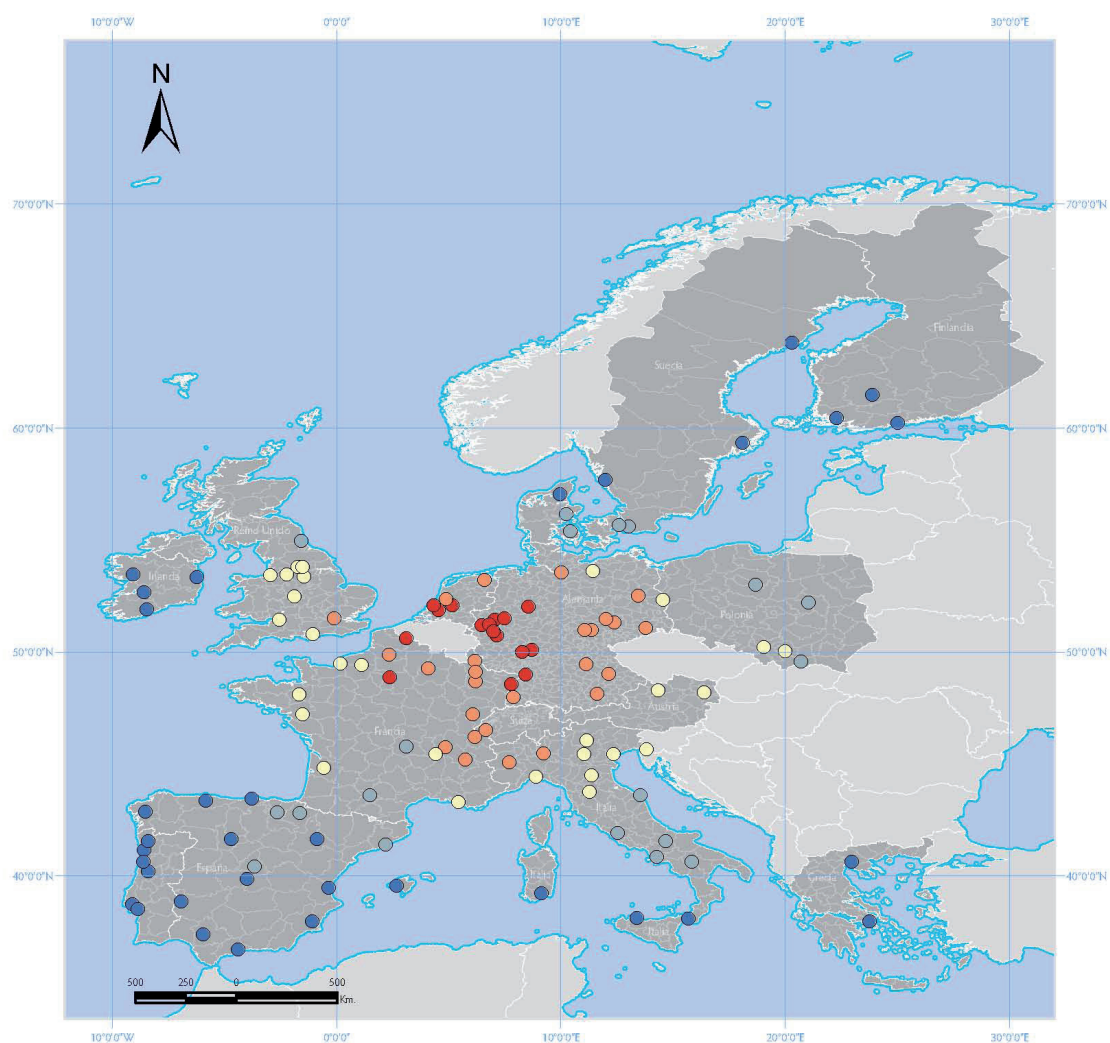 10°0'0"W 0°0'0"E 10°0'0"E 20°0'0"E 30°0'0"E
N
70°0'0"N 70°0'0"N
Finlandia
Suecia
60°0'0"N 60°0'0"N
Reino Unido
Irlanda
Alemania
Polonia
50°0'0"N 50°0'0"N
Austria
Suiza
Francia
Italia
España
40°0'0"N 40°0'0"N
Italia
Grecia
Italia
500 250 0 500
Km.
10°0'0"W 0°0'0"E 10°0'0"E 20°0'0"E 30°0'0"E